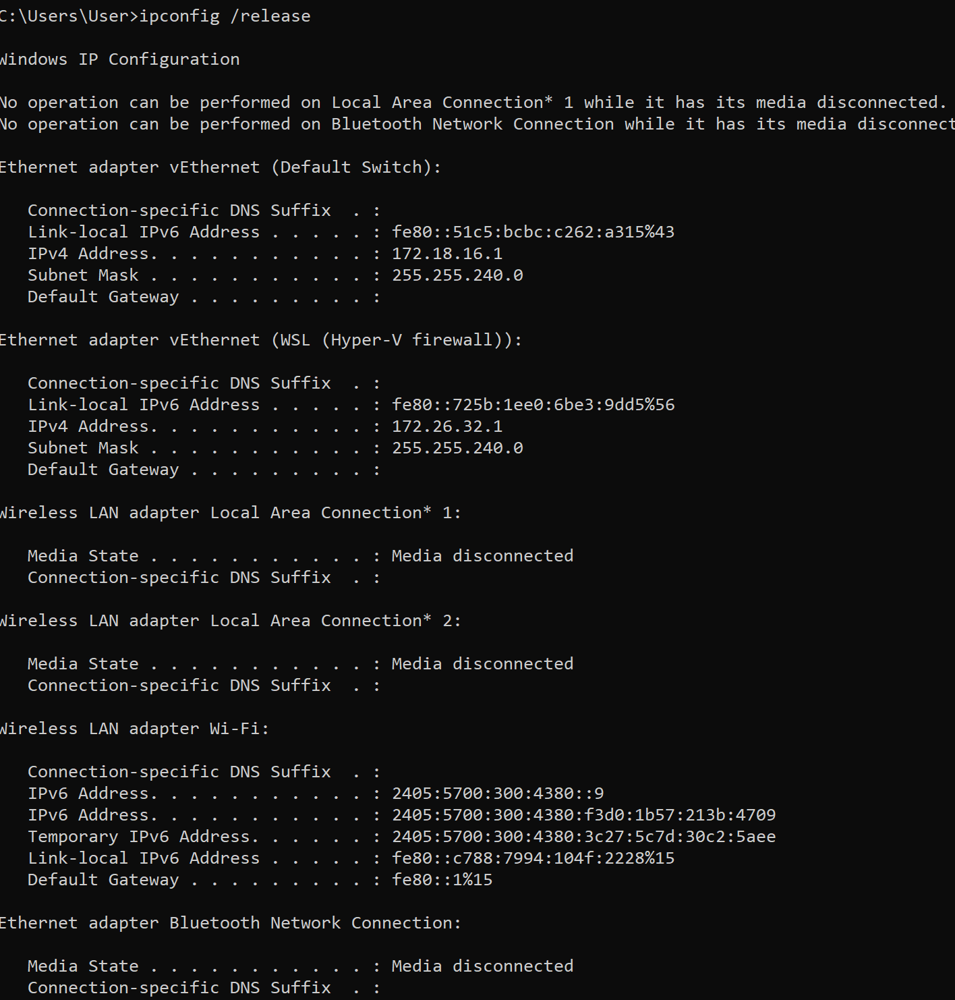 C:\Users\User>ipconfig /release
Windows IP Configuration
No operation can be performed on Local Area Connection* 1 while it has its media disconnected.
No operation can be performed on Bluetooth Network Connection while it has its media disconnect
Ethernet adapter vEthernet (Default Switch):
Connection-specific DNS Suffix  . :
Link-local IPv6 Address . . . . . : fe80::51c5:bcbc:c262:a315%43
IPv4 Address. . . . . . . . . . . : 172.18.16.1
Subnet Mask . . . . . . . . . . . : 255.255.240.0
Default Gateway . . . . . . . . . :
Ethernet adapter vEthernet (WSL (Hyper-V firewall)):
Connection-specific DNS Suffix  . :
Link-local IPv6 Address . . . . . : fe80::725b:1ee0:6be3:9dd5%56
IPv4 Address. . . . . . . . . . . : 172.26.32.1
Subnet Mask . . . . . . . . . . . : 255.255.240.0
Default Gateway . . . . . . . . . :
Wireless LAN adapter Local Area Connection* 1:
Media State . . . . . . . . . . . : Media disconnected
Connection-specific DNS Suffix  . :
Wireless LAN adapter Local Area Connection* 2:
Media State . . . . . . . . . . . : Media disconnected
Connection-specific DNS Suffix  . :
Wireless LAN adapter Wi-Fi:
Connection-specific DNS Suffix  . :
IPv6 Address. . . . . . . . . . . : 2405:5700:300:4380::9
IPv6 Address. . . . . . . . . . . : 2405:5700:300:4380:f3d0:1b57:213b:4709
Temporary IPv6 Address. . . . . . : 2405:5700:300:4380:3c27:5c7d:30c2:5aee
Link-local IPv6 Address . . . . . : fe80::c788:7994:104f:2228%15
Default Gateway . . . . . . . . . : fe80::1%15
Ethernet adapter Bluetooth Network Connection:
Media State . . . . . . . . . . . : Media disconnected
Connection-specific DNS Suffix  . :